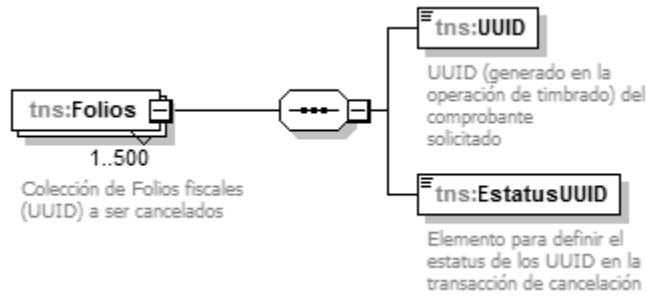 tns:UUID
UUID (generado en la
operación de timbrado) del
comprobante
solicitado
tns:Folios
1..500
Colección de Folios fiscales
(UUID) a ser cancelados
tns:EstatusUUID
Elemento para definir el
estatus de los UUID en la
transacción de cancelación